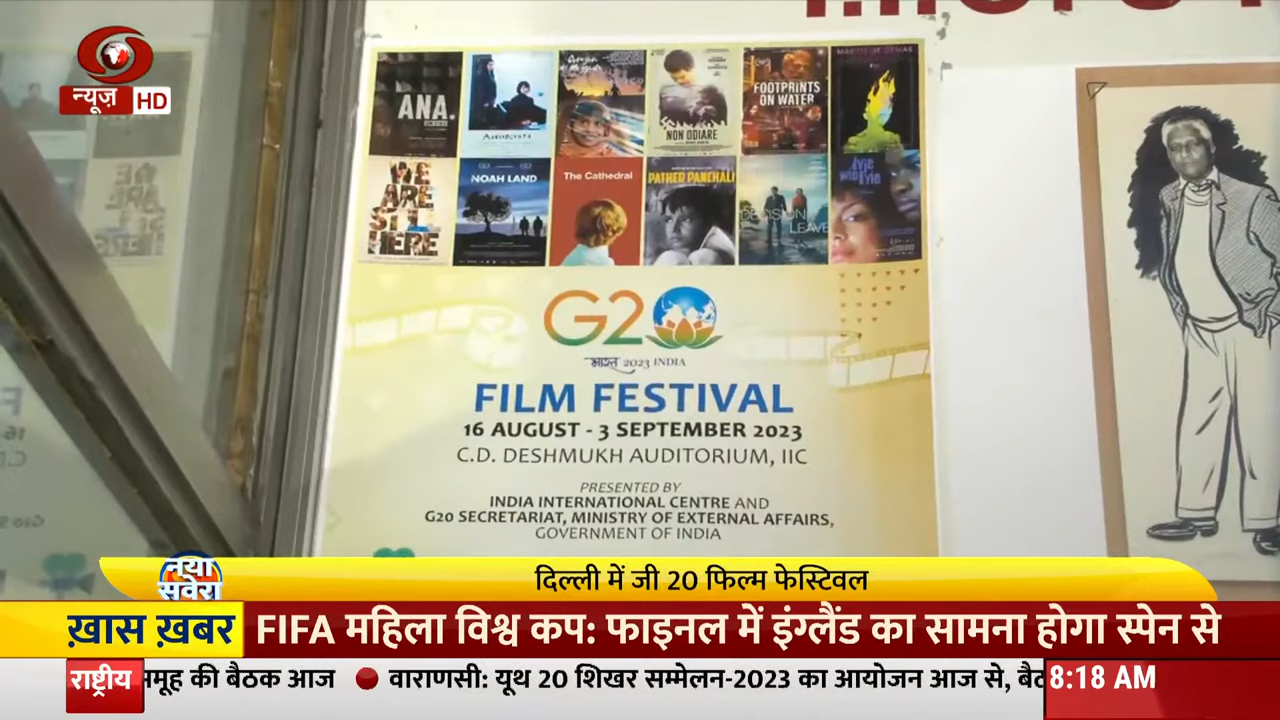 न्यूज़ HD
ANA.
NON ODIARE
FOOTPRINTS
ON WATER
WE
ARE
STILL
HERE
NOAH LAND
The Cathedral
PATHER PANCHALI
DECISION
LEAVE
G20
भारत 2023 INDIA
FILM FESTIVAL
16 AUGUST - 3 SEPTEMBER 2023
C.D. DESHMUKH AUDITORIUM, IIC
PRESENTED BY
INDIA INTERNATIONAL CENTRE AND
G20 SECRETARIAT, MINISTRY OF EXTERNAL AFFAIRS,
GOVERNMENT OF INDIA
नया
सवेरा
दिल्ली में जी 20 फिल्म फेस्टिवल
ख़ास ख़बर
FIFA महिला विश्व कप: फाइनल में इंग्लैंड का सामना होगा स्पेन से
राष्ट्रीय
समूह की बैठक आज ● वाराणसी: यूथ 20 शिखर सम्मेलन-2023 का आयोजन आज से,
8:18 AM